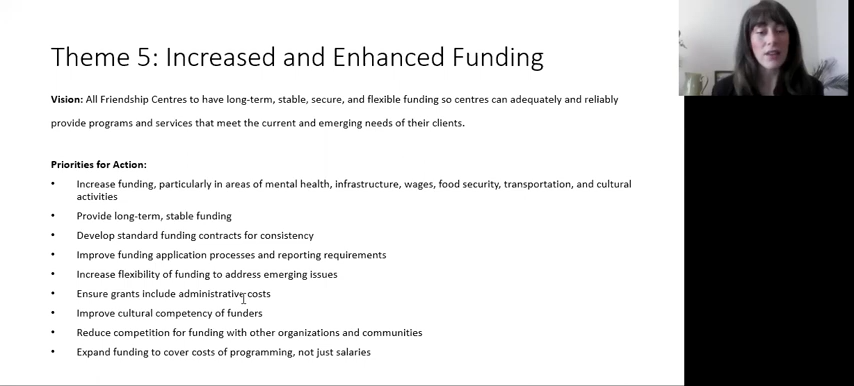 Theme 5: Increased and Enhanced Funding
Vision: All Friendship Centres to have long-term, stable, secure, and flexible funding so centres can adequately and reliably
provide programs and services that meet the current and emerging needs of their clients.
Priorities for Action:
• Increase funding, particularly in areas of mental health, infrastructure, wages, food security, transportation, and cultural
activities
• Provide long-term, stable funding
• Develop standard funding contracts for consistency
• Improve funding application processes and reporting requirements
• Increase flexibility of funding to address emerging issues
• Ensure grants include administrative costs
• Improve cultural competency of funders
• Reduce competition for funding with other organizations and communities
• Expand funding to cover costs of programming, not just salaries